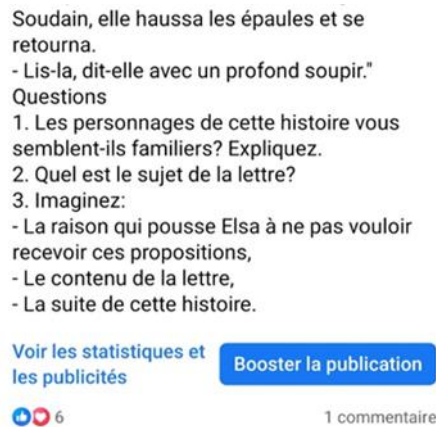 Soudain, elle haussa les épaules et se
retourna.
- Lis-la, dit-elle avec un profond soupir."
Questions
1. Les personnages de cette histoire vous
semblent-ils familiers? Expliquez.
2. Quel est le sujet de la lettre?
3. Imaginez:
- La raison qui pousse Elsa à ne pas vouloir
recevoir ces propositions,
- Le contenu de la lettre,
- La suite de cette histoire.
Voir les statistiques et
les publicités
Booster la publication
6
1 commentaire